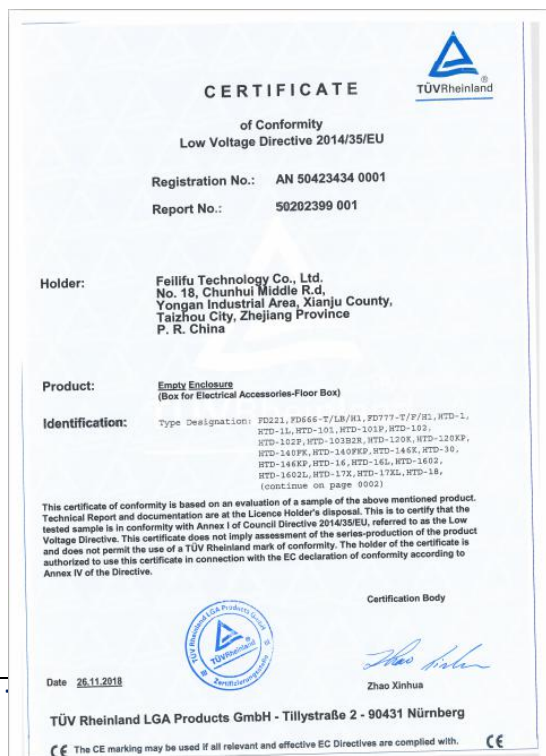 TÜVRheinland®
CERTIFICATE
of Conformity
Low Voltage Directive 2014/35/EU
Registration No.: AN 50423434 0001
Report No.: 50202399 001
Holder: Feilifu Technology Co., Ltd.
No. 18, Chunhui Middle R.d,
Yongan Industrial Area, Xianju County,
Taizhou City, Zhejiang Province
P. R. China
Product: Empty Enclosure
(Box for Electrical Accessories-Floor Box)
Identification: Type Designation: FD221,FD666-T/LB/H1,FD777-T/F/H1,HTD-1,
HTD-1L,HTD-101,HTD-101P,HTD-102,
HTD-102P,HTD-103B2R,HTD-120K,HTD-120KP,
HTD-140FK,HTD-140FKP,HTD-146K,HTD-30,
HTD-146KP,HTD-16,HTD-16L,HTD-1602,
HTD-1602L,HTD-17X,HTD-17XL,HTD-18,
(continue on page 0002)
This certificate of conformity is based on an evaluation of a sample of the above mentioned product.
Technical Report and documentation are at the Licence Holder's disposal. This is to certify that the
tested sample is in conformity with Annex I of Council Directive 2014/35/EU, referred to as the Low
Voltage Directive. This certificate does not imply assessment of the series-production of the product
and does not permit the use of a TÜV Rheinland mark of conformity. The holder of the certificate is
authorized to use this certificate in connection with the EC declaration of conformity according to
Annex IV of the Directive.
Certification Body
TÜV Rheinland LGA Products GmbH
TÜVRheinland
Zertifizierungsstelle
Date 26.11.2018
Zhao Xinhua
TÜV Rheinland LGA Products GmbH - Tillystraße 2 - 90431 Nürnberg
CE The CE marking may be used if all relevant and effective EC Directives are complied with. CE